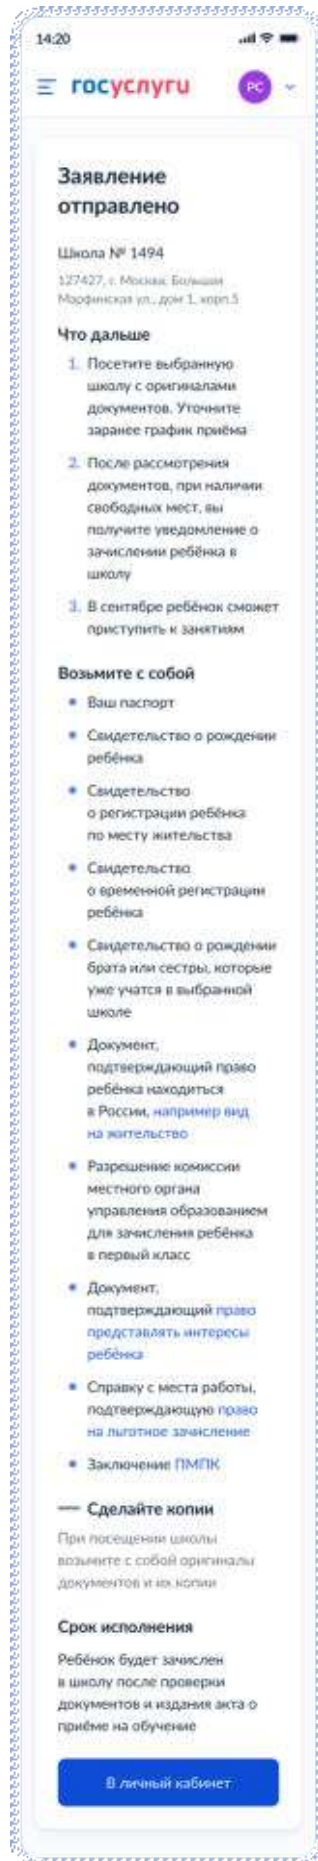 14:20
госуслуги
РС
Заявление
отправлено
Школа № 1494
127427, г. Москва, Большая
Марфинская ул., дом 1, корп.5
Что дальше
1. Посетите выбранную
школу с оригиналами
документов. Уточните
заранее график приёма
2. После рассмотрения
документов, при наличии
свободных мест, вы
получите уведомление о
зачислении ребёнка в
школу
3. В сентябре ребёнок сможет
приступить к занятиям
Возьмите с собой
Ваш паспорт
Свидетельство о рождении
ребёнка
Свидетельство
о регистрации ребёнка
по месту жительства
Свидетельство
о временной регистрации
ребёнка
Свидетельство о рождении
брата или сестры, которые
уже учатся в выбранной
школе
Документ,
подтверждающий право
ребёнка находиться
в России, например вид
на жительство
Разрешение комиссии
местного органа
управления образованием
для зачисления ребёнка
в первый класс
Документ,
подтверждающий право
представлять интересы
ребёнка
Справку с места работы,
подтверждающую право
на льготное зачисление
Заключение ПМПК
Сделайте копии
При посещении школы
возьмите с собой оригиналы
документов и их копии
Срок исполнения
Ребёнок будет зачислен
в школу после проверки
документов и издания акта о
приёме на обучение
В личный кабинет